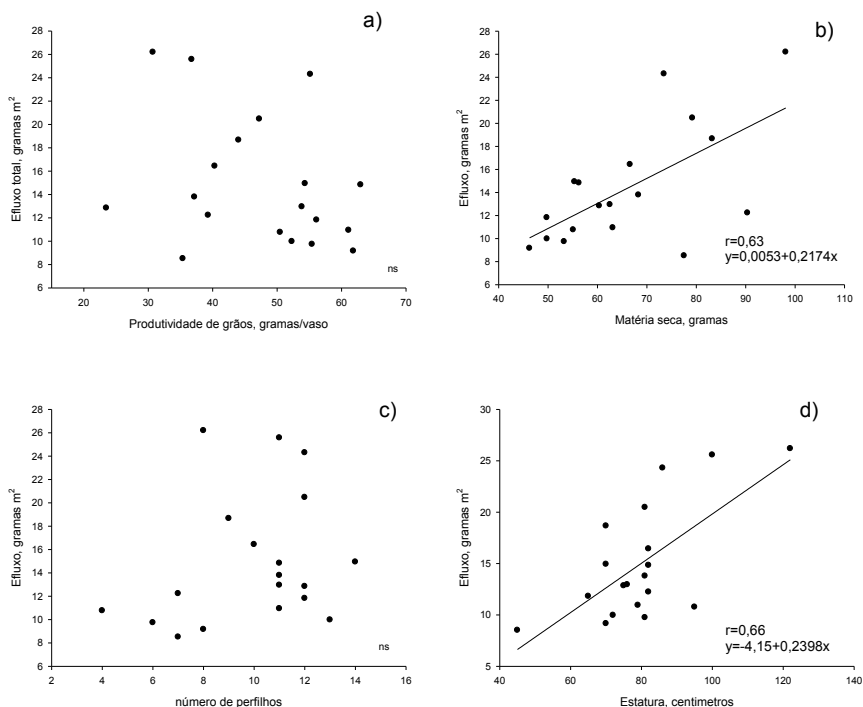 a)
28
26
24
22
20
18
16
14
12
10
8
6
Efluxo total, gramas m²
20 30 40 50 60 70
Produtividade de grãos, gramas/vaso
ns
b)
28
26
24
22
20
18
16
14
12
10
8
6
4
Efluxo, gramas m²
40 50 60 70 80 90 100 110
Matéria seca, gramas
r=0,63
y=0,0053+0,2174x
c)
28
26
24
22
20
18
16
14
12
10
8
6
Efluxo, gramas m²
2 4 6 8 10 12 14 16
número de perfilhos
ns
d)
30
25
20
15
10
5
Efluxo, gramas m²
40 60 80 100 120 140
Estatura, centimetros
r=0,66
y=-4,15+0,2398x